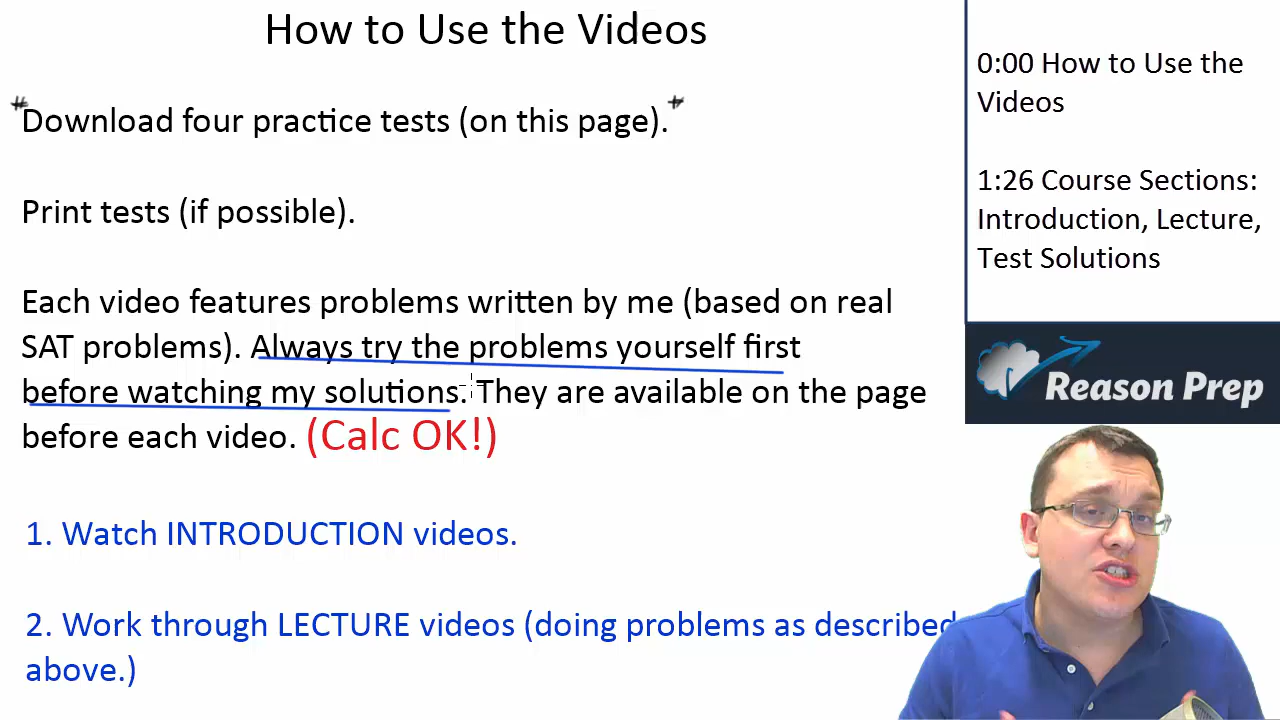 How to Use the Videos
*Download four practice tests (on this page).*
Print tests (if possible).
Each video features problems written by me (based on real
SAT problems). Always try the problems yourself first
before watching my solutions. They are available on the page
before each video. (Calc OK!)
1. Watch INTRODUCTION videos.
2. Work through LECTURE videos (doing problems as described
above.)
0:00 How to Use the
Videos
1:26 Course Sections:
Introduction, Lecture,
Test Solutions
Reason Prep